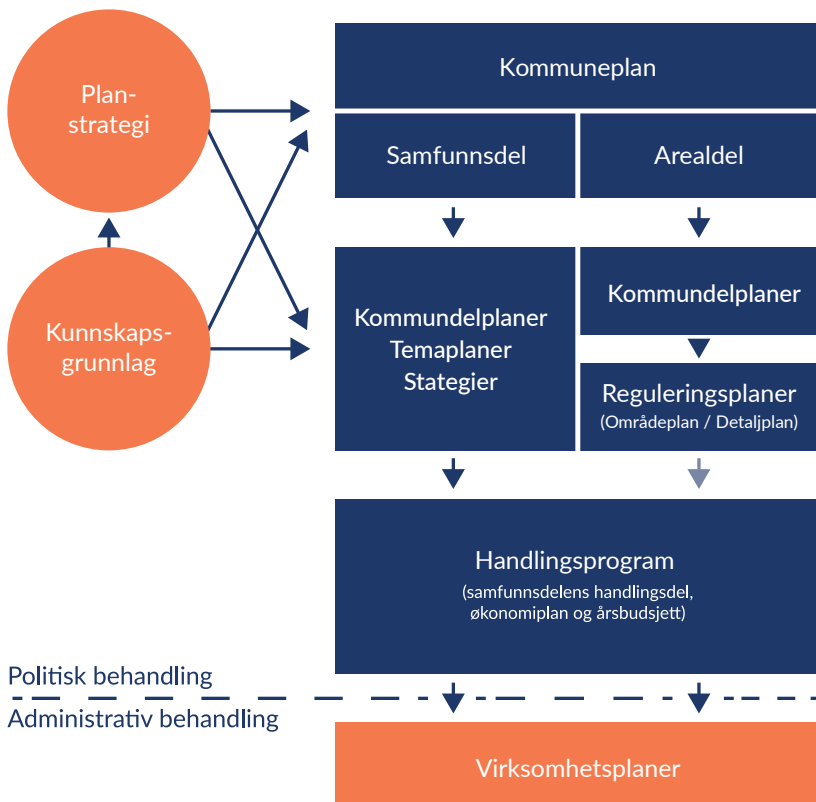 Plan-
strategi
Kunnskaps-
grunnlag
Kommuneplan
Samfunnsdel
Arealdel
Kommundelplaner
Temaplaner
Stategier
Kommundelplaner
Reguleringsplaner
(Områdeplan / Detaljplan)
Handlingsprogram
(samfunnsdelens handlingsdel,
økonomiplan og årsbudsjett)
Politisk behandling
Administrativ behandling
Virksomhetsplaner